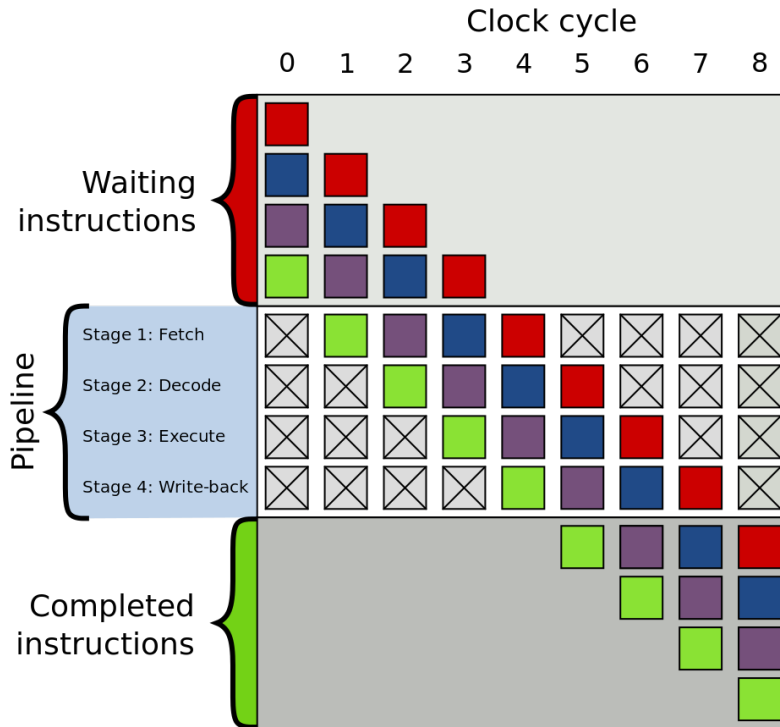 Clock cycle
0 1 2 3 4 5 6 7 8
Waiting
instructions
Pipeline
Stage 1: Fetch
Stage 2: Decode
Stage 3: Execute
Stage 4: Write-back
Completed
instructions